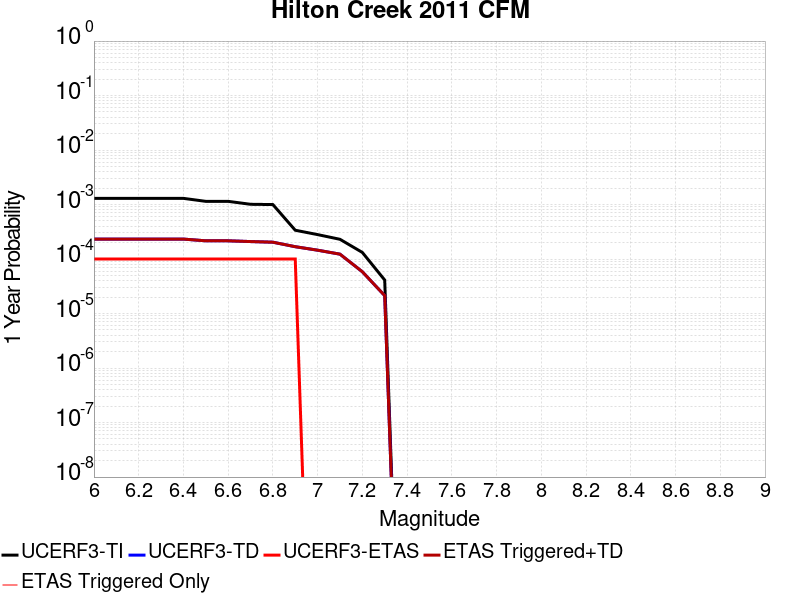 Hilton Creek 2011 CFM
10^0
10^-1
10^-2
10^-3
10^-4
10^-5
10^-6
10^-7
10^-8
1 Year Probability
6 6.2 6.4 6.6 6.8 7 7.2 7.4 7.6 7.8 8 8.2 8.4 8.6 8.8 9
Magnitude
UCERF3-TI UCERF3-TD UCERF3-ETAS ETAS Triggered+TD
ETAS Triggered Only